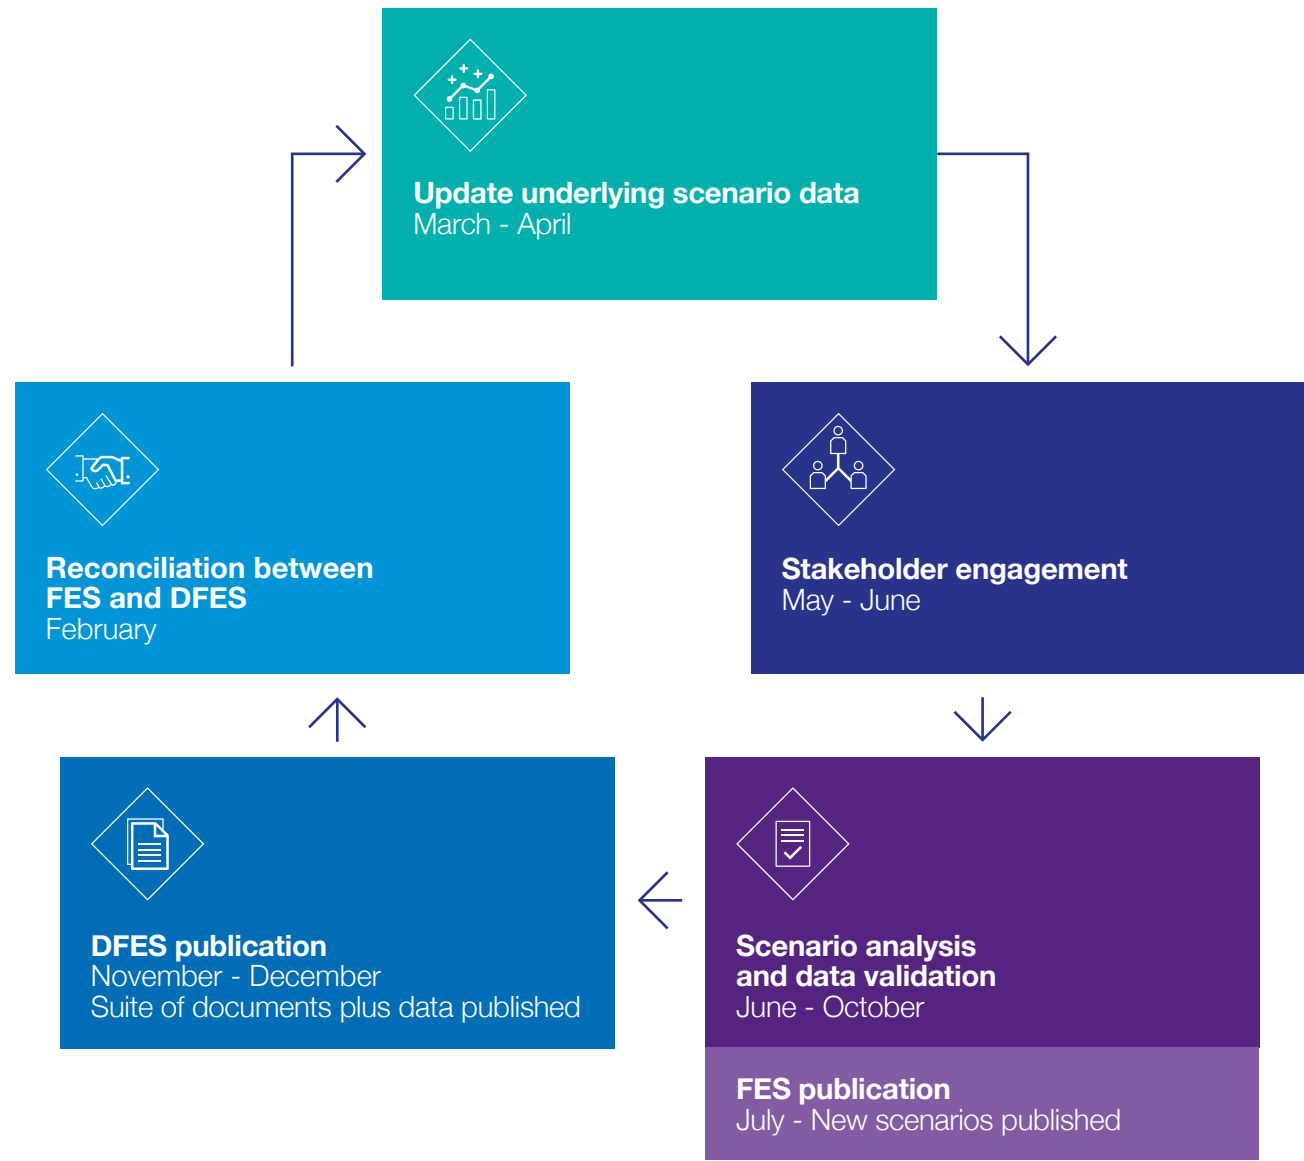 Update underlying scenario data
March - April
Reconciliation between
FES and DFES
February
Stakeholder engagement
May - June
DFES publication
November - December
Suite of documents plus data published
Scenario analysis
and data validation
June - October
FES publication
July - New scenarios published